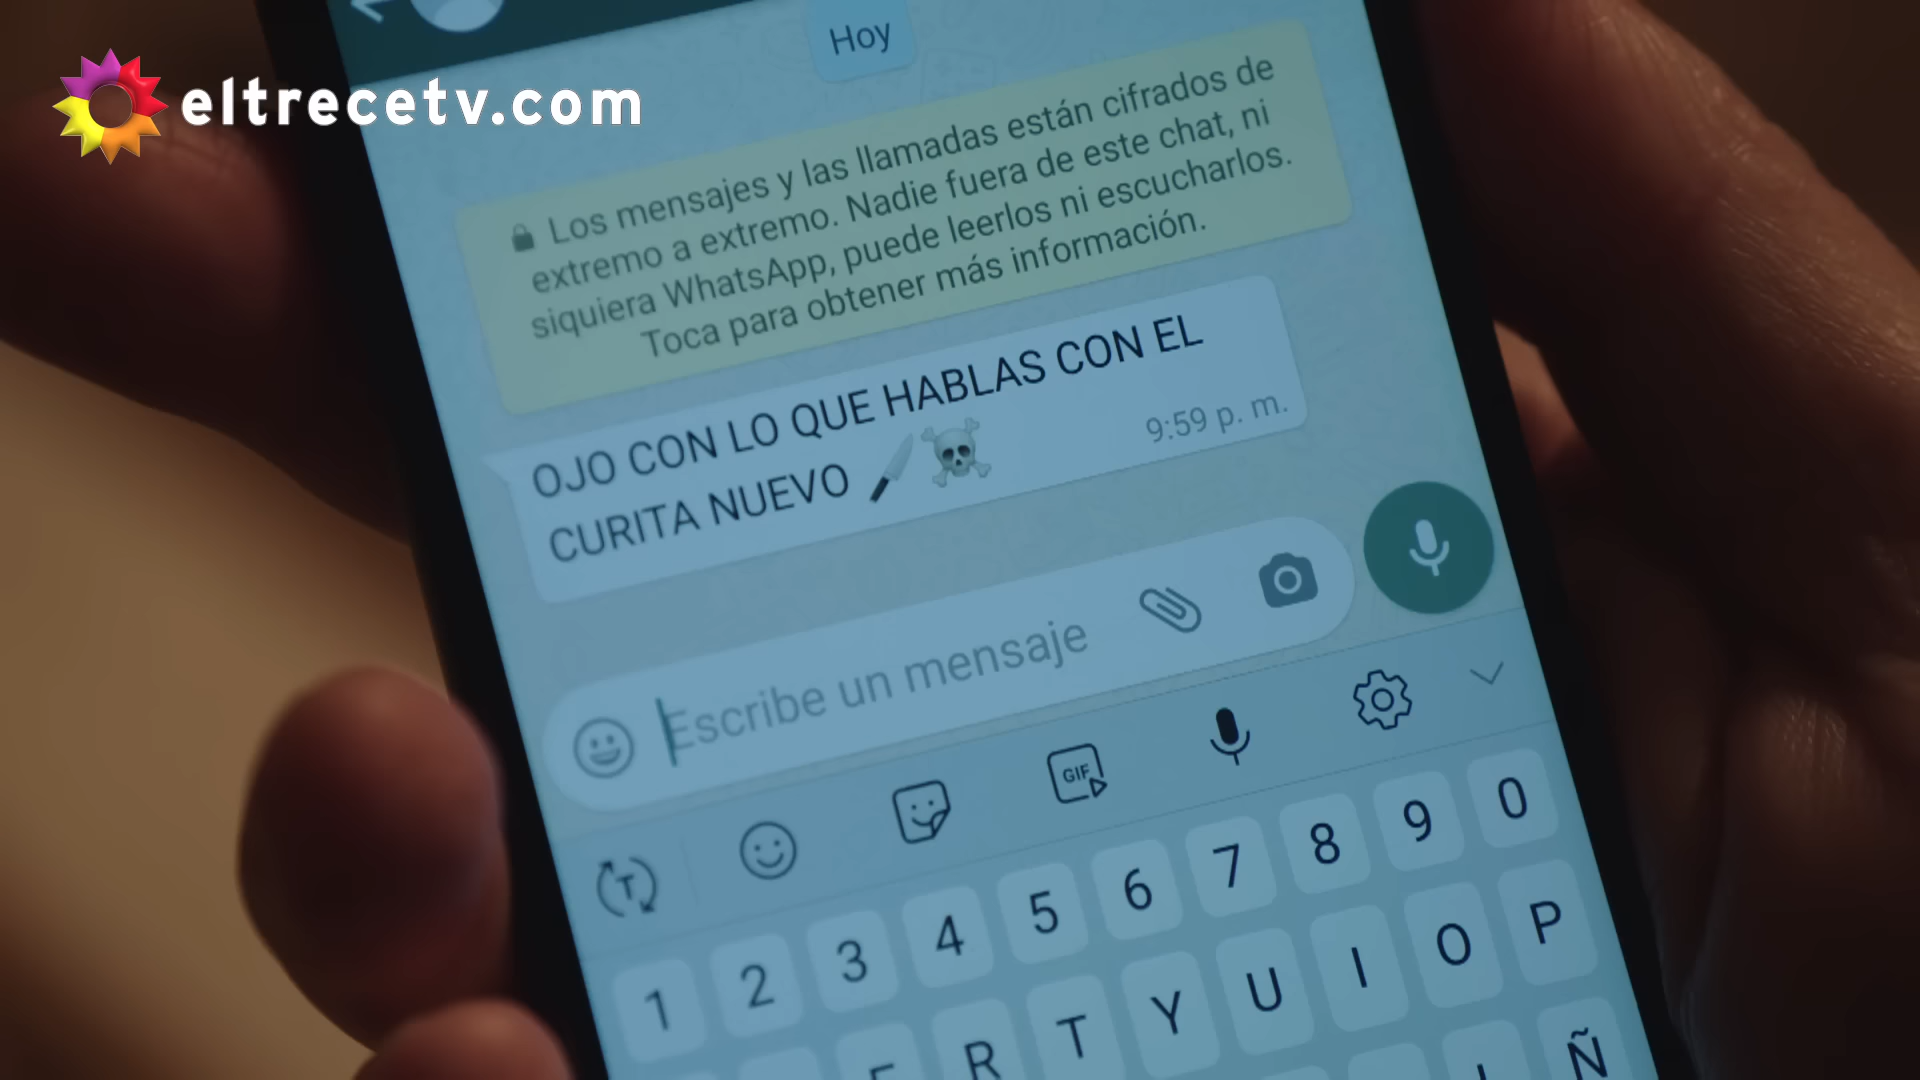 eltrecetv.com
Hoy
Los mensajes y las llamadas están cifrados de
extremo a extremo. Nadie fuera de este chat, ni
siquiera WhatsApp, puede leerlos ni escucharlos.
Toca para obtener más información.
OJO CON LO QUE HABLAS CON EL
CURITA NUEVO 🔪☠️
9:59 p. m.
Escribe un mensaje
T
GIF
1 2 3 4 5 6 7 8 9 0
E R T Y U I O P
L Ñ